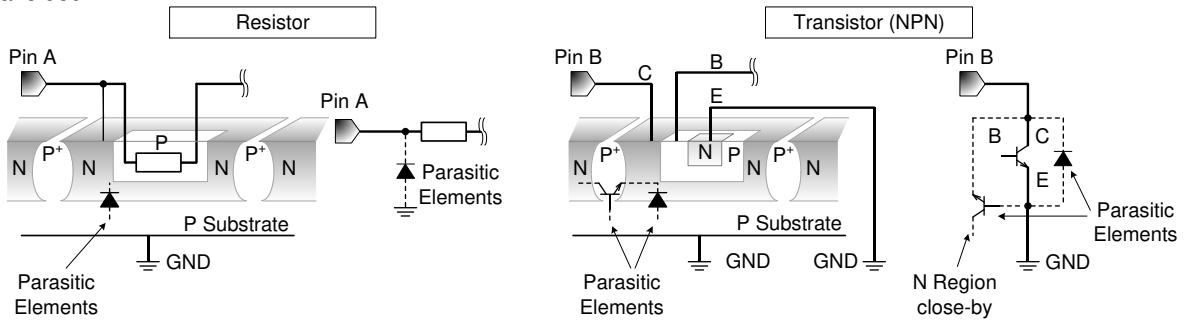 Resistor
Pin A
N
P+
N
P
N
P+
N
P Substrate
GND
Parasitic
Elements
Pin A
Parasitic
Elements
Transistor (NPN)
Pin B
C
B
E
N
P+
N
N
P
N
P+
N
P Substrate
GND
GND
Parasitic
Elements
Pin B
B
C
E
Parasitic
Elements
GND
N Region
close-by